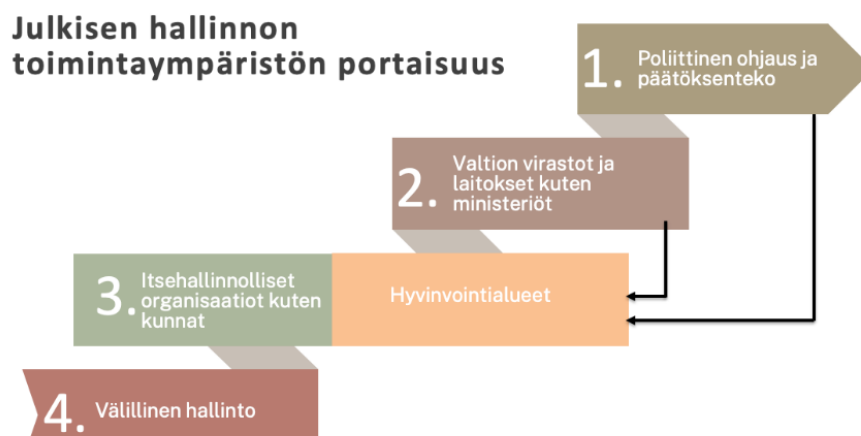 Julkisen hallinnon
toimintaympäristön portaisuus
1. Poliittinen ohjaus ja
päätöksenteko
2. Valtion virastot ja
laitokset kuten
ministeriöt
3. Itsehallinnolliset
organisaatiot kuten
kunnat
Hyvinvointialueet
4. Välillinen hallinto